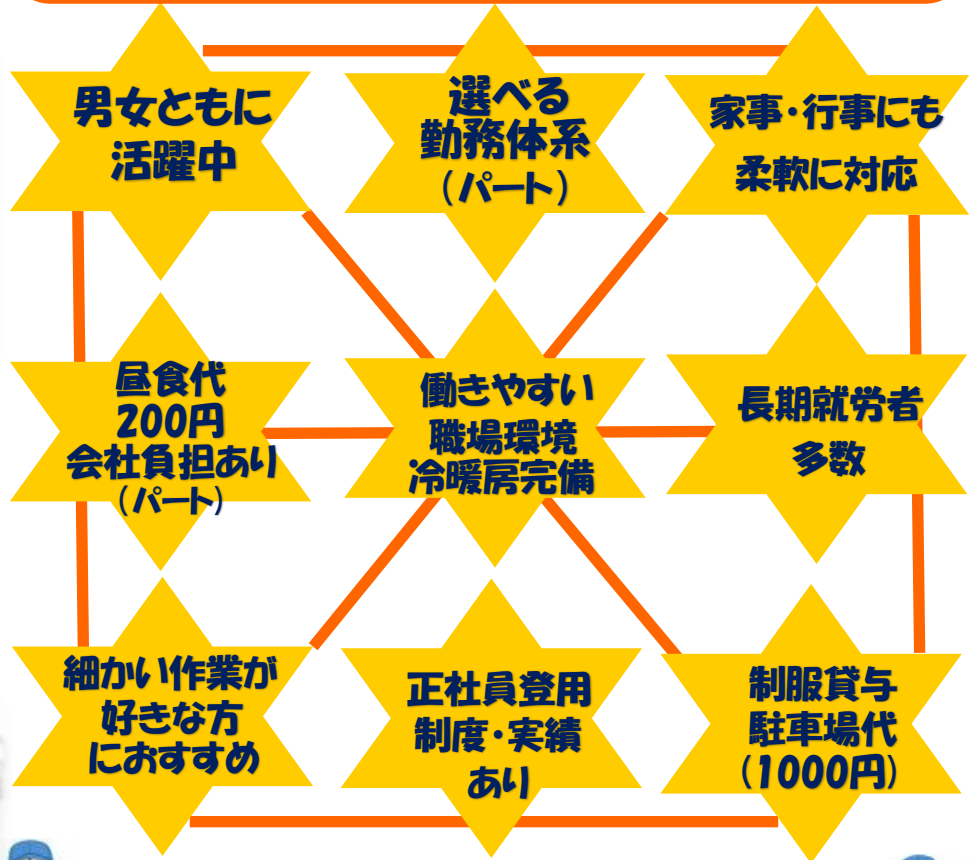 男女ともに
活躍中
選べる
勤務体系
(パート)
家事・行事にも
柔軟に対応
昼食代
200円
会社負担あり
(パート)
働きやすい
職場環境
冷暖房完備
長期就労者
多数
細かい作業が
好きな方
におすすめ
正社員登用
制度・実績
あり
制服貸与
駐車場代
(1000円)